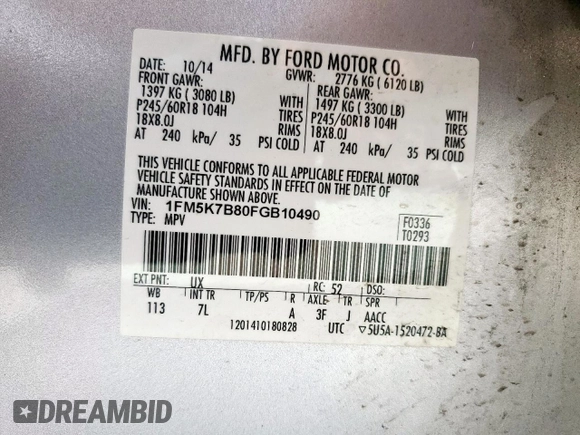 MFD. BY FORD MOTOR CO.
DATE: 10/14 GVWR: 2776 KG ( 6120 LB)
FRONT GAWR: REAR GAWR:
1397 KG ( 3080 LB) WITH 1497 KG ( 3300 LB) WITH
P245/60R18 104H TIRES P245/60R18 104H TIRES
18X8.0J RIMS 18X8.0J RIMS
AT 240 kPa/ 35 PSI COLD AT 240 kPa/ 35 PSI COLD
THIS VEHICLE CONFORMS TO ALL APPLICABLE FEDERAL MOTOR
VEHICLE SAFETY STANDARDS IN EFFECT ON THE DATE OF
MANUFACTURE SHOWN ABOVE.
VIN: 1FM5K7B80FGB10490
TYPE: MPV
F0336
T0293
EXT PNT: UX RC: 52
WB INT TR TP/PS R AXLE TR SPR
113 7L A 3F J AACC
1201410180828 UTC ▽5U5A-1520472-BA
DREAMBID